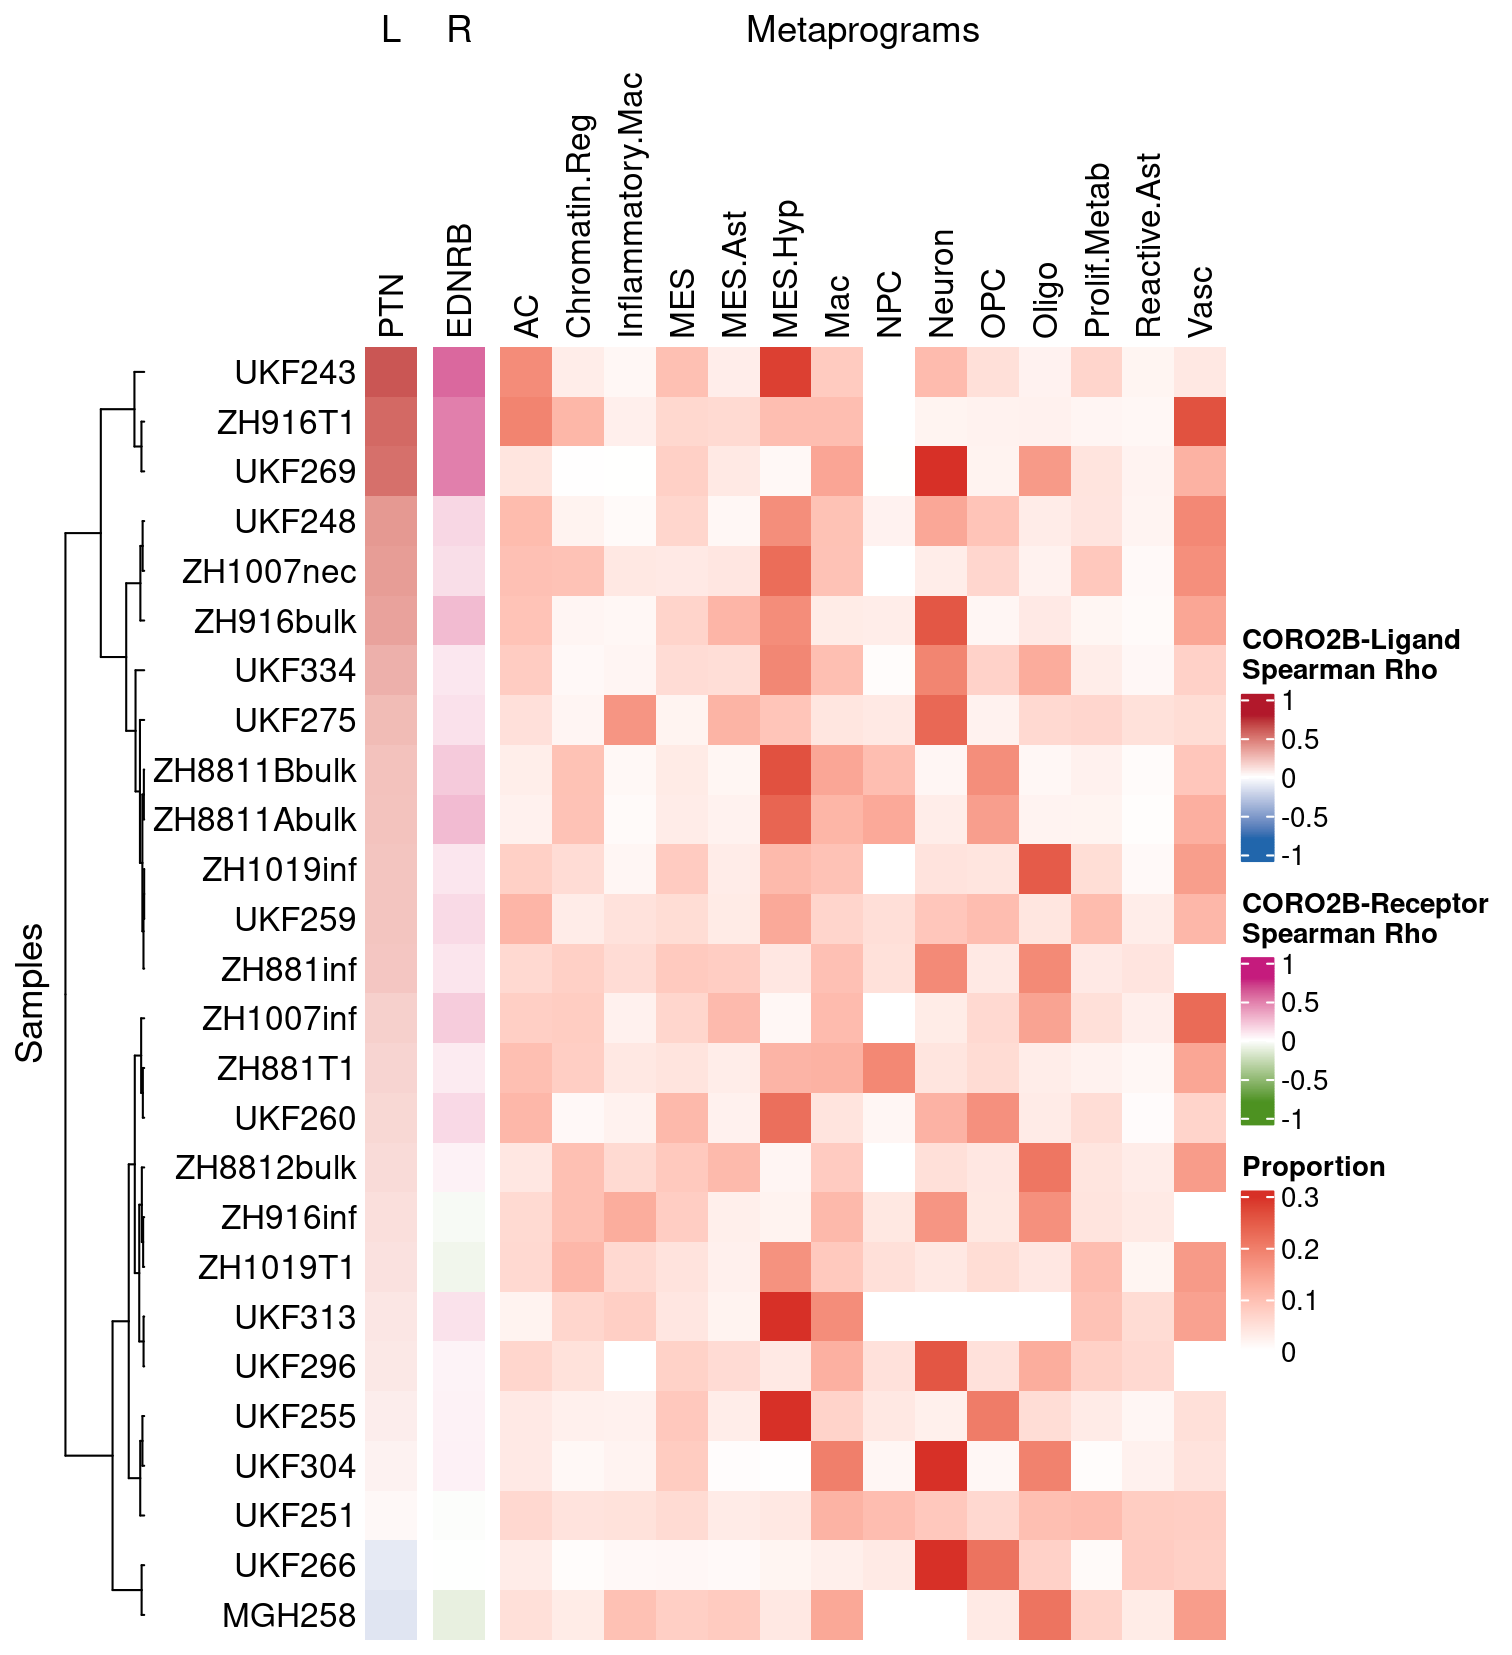 L R Metaprograms
PTN
EDNRB
AC
Chromatin.Reg
Inflammatory.Mac
MES
MES.Ast
MES.Hyp
Mac
NPC
Neuron
OPC
Oligo
Prolif.Metab
Reactive.Ast
Vasc
Samples
UKF243
ZH916T1
UKF269
UKF248
ZH1007nec
ZH916bulk
UKF334
UKF275
ZH8811Bbulk
ZH8811Abulk
ZH1019inf
UKF259
ZH881inf
ZH1007inf
ZH881T1
UKF260
ZH8812bulk
ZH916inf
ZH1019T1
UKF313
UKF296
UKF255
UKF304
UKF251
UKF266
MGH258
CORO2B-Ligand
Spearman Rho
1
0.5
0
-0.5
-1
CORO2B-Receptor
Spearman Rho
1
0.5
0
-0.5
-1
Proportion
0.3
0.2
0.1
0